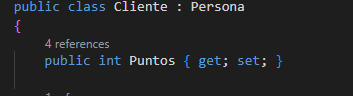 public class Cliente : Persona
{
4 references
public int Puntos { get; set; }